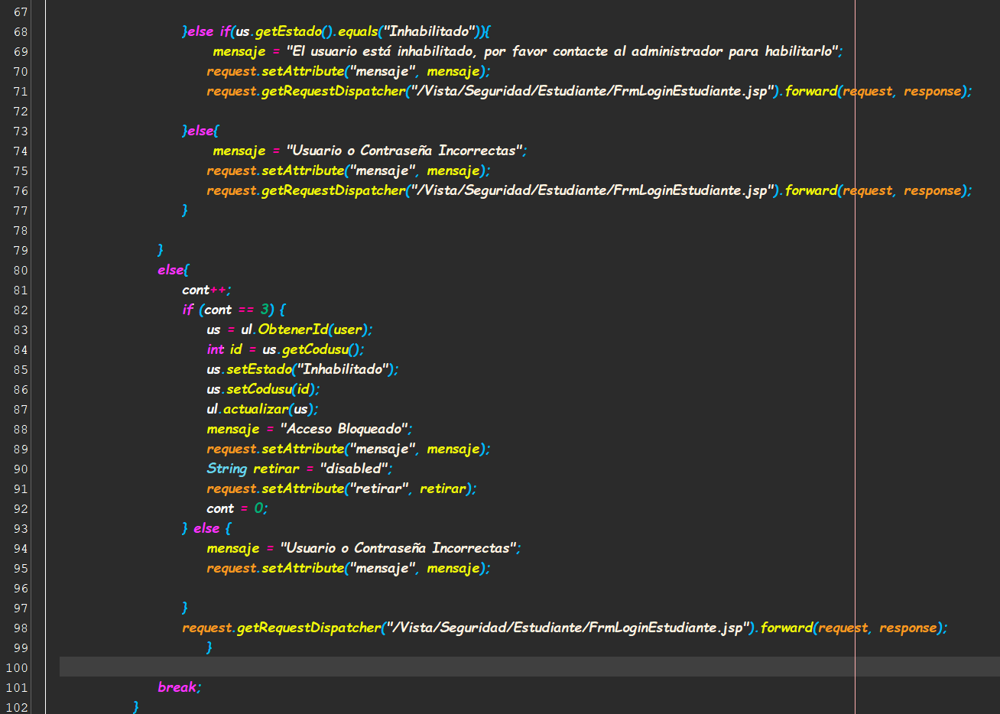 67
68 }else if(us.getEstado().equals("Inhabilitado")){
69 mensaje = "El usuario está inhabilitado, por favor contacte al administrador para habilitarlo";
70 request.setAttribute("mensaje", mensaje);
71 request.getRequestDispatcher("/Vista/Seguridad/Estudiante/FrmLoginEstudiante.jsp").forward(request, response);
72
73 }else{
74 mensaje = "Usuario o Contraseña Incorrectas";
75 request.setAttribute("mensaje", mensaje);
76 request.getRequestDispatcher("/Vista/Seguridad/Estudiante/FrmLoginEstudiante.jsp").forward(request, response);
77 }
78
79 }
80 else{
81 cont++;
82 if (cont == 3) {
83 us = ul.ObtenerId(user);
84 int id = us.getCodusu();
85 us.setEstado("Inhabilitado");
86 us.setCodusu(id);
87 ul.actualizar(us);
88 mensaje = "Acceso Bloqueado";
89 request.setAttribute("mensaje", mensaje);
90 String retirar = "disabled";
91 request.setAttribute("retirar", retirar);
92 cont = 0;
93 } else {
94 mensaje = "Usuario o Contraseña Incorrectas";
95 request.setAttribute("mensaje", mensaje);
96
97 }
98 request.getRequestDispatcher("/Vista/Seguridad/Estudiante/FrmLoginEstudiante.jsp").forward(request, response);
99 }
100
101 break;
102 }